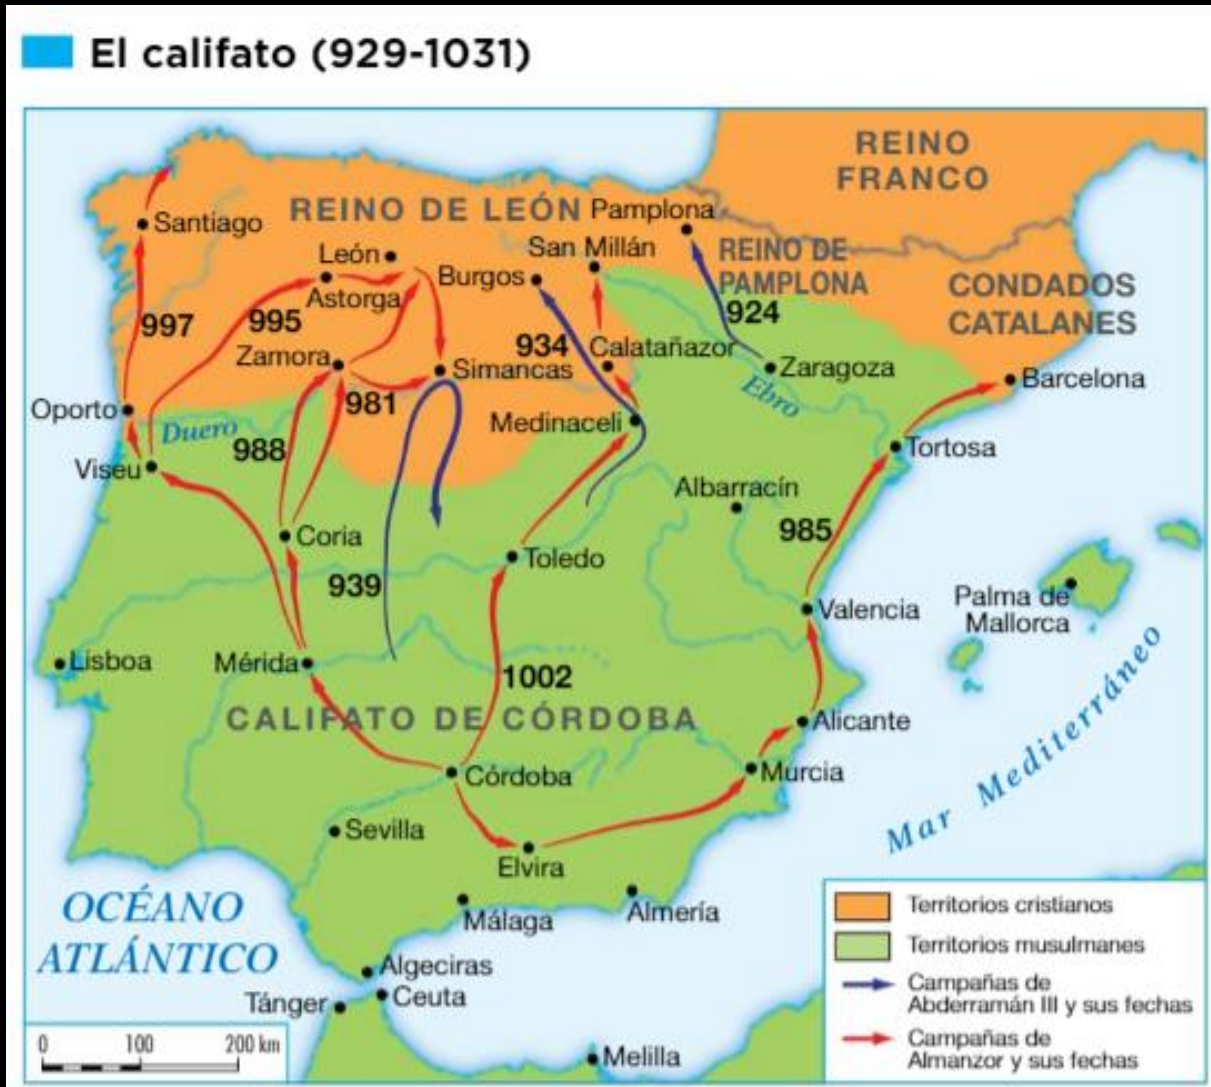 El califato (929-1031)
REINO
FRANCO
REINO DE LEÓN
Pamplona
Santiago
León
San Millán
REINO DE
PAMPLONA
Astorga
Burgos
CONDADOS
CATALANES
997
995
934
924
Zamora
Calatañazor
Simancas
Zaragoza
Barcelona
981
Ebro
Oporto
Duero
Medinaceli
988
Viseu
Tortosa
Albarracín
Coria
985
Toledo
939
Valencia
Palma de
Mallorca
Lisboa
Mérida
1002
CALIFATO DE CÓRDOBA
Alicante
Córdoba
Murcia
Mar Mediterráneo
Sevilla
Elvira
OCÉANO
ATLÁNTICO
Málaga
Almería
Algeciras
Tánger
Ceuta
Melilla
0 100 200 km
Territorios cristianos
Territorios musulmanes
Campañas de
Abderramán III y sus fechas
Campañas de
Almanzor y sus fechas